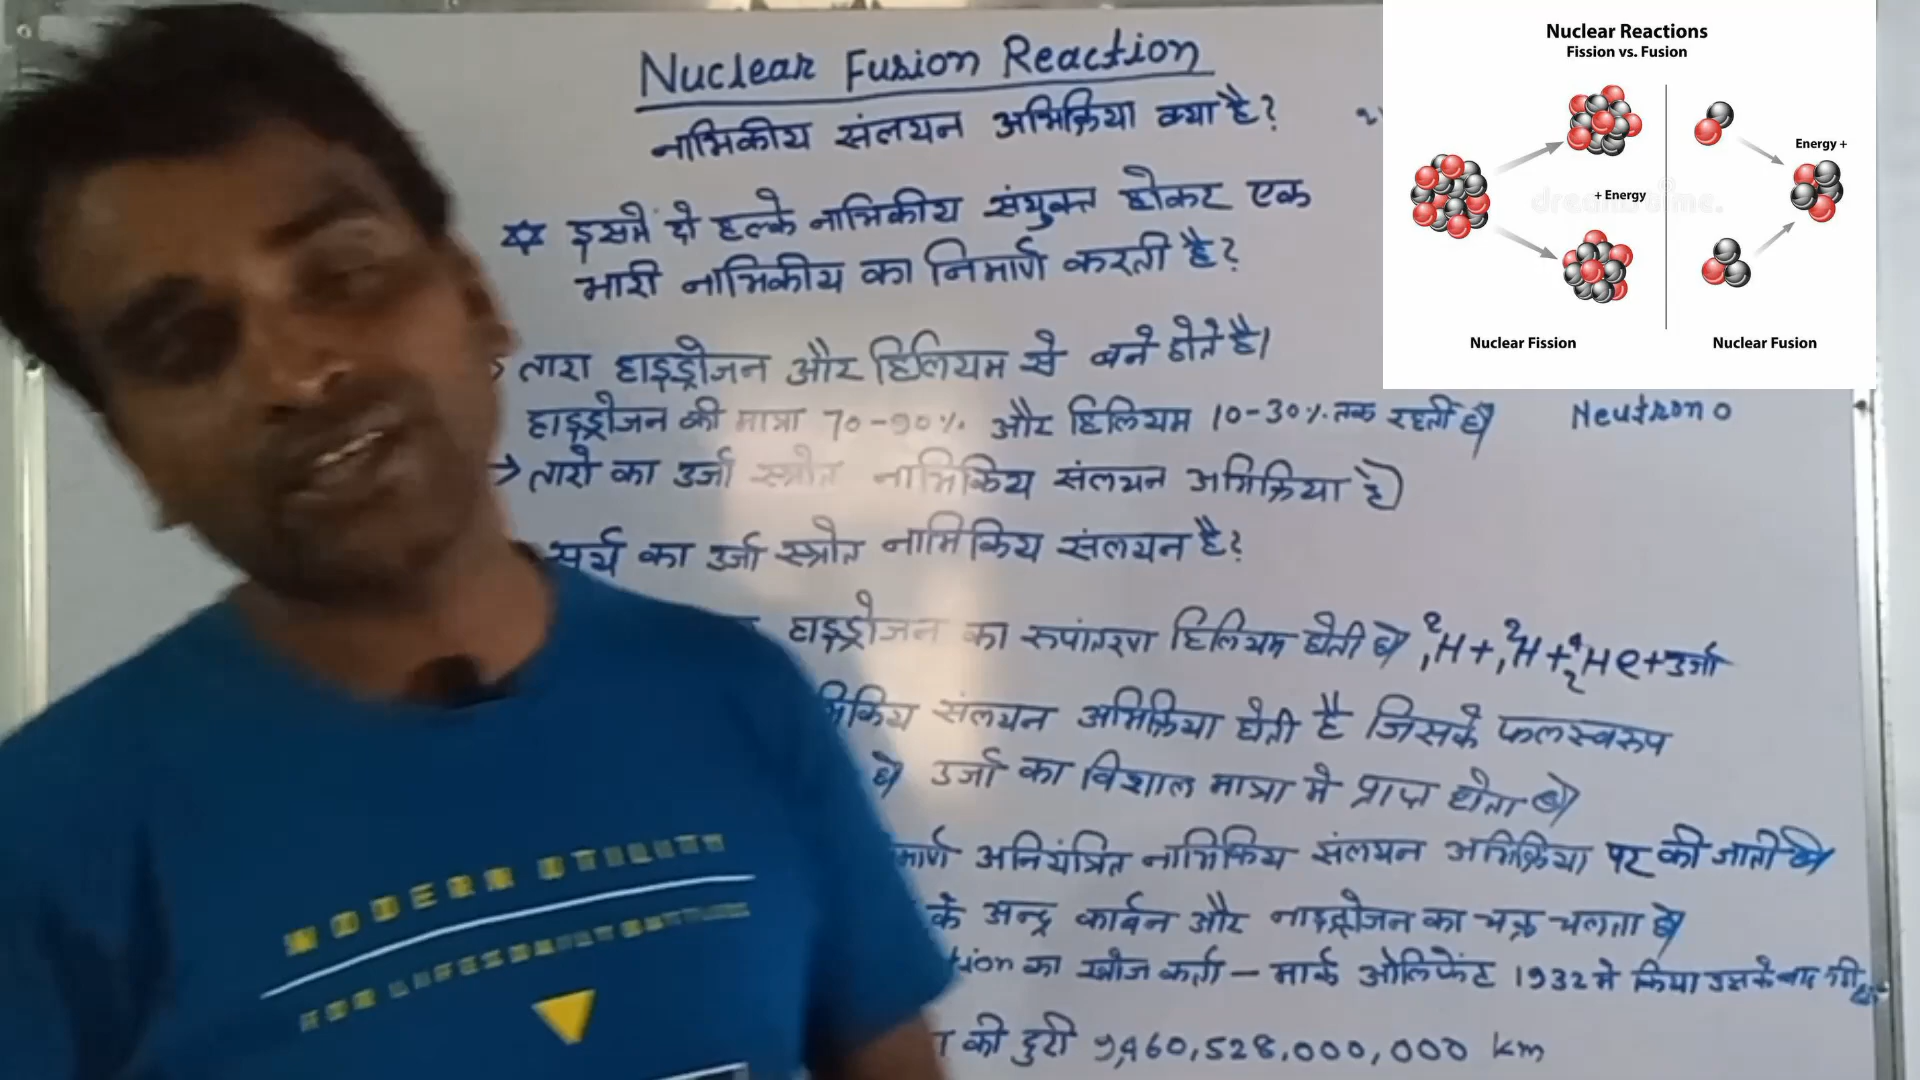 Nuclear Fusion Reaction
नाभिकीय संलयन अभिक्रिया क्या है?
इसमें दो हल्के नाभिकीय संयुक्त होकर एक
भारी नाभिकीय का निमार्ण करती है?
तारा हाइड्रोजन और हिलियम से बने होते है।
हाइड्रोजन की मात्रा 70-90% और हिलियम 10-30% तक रहती है
→ तारो का उर्जा स्त्रोत नाभिकिय संलयन अभिक्रिया है
सूर्य का उर्जा स्त्रोत नाभिकिय संलयन है?
हाइड्रोजन का रूपांतरण हिलियम होती है ²₁H+²₁H+⁴₂He+उर्जा
संलयन अभिक्रिया होती है जिसके फलस्वरूप
है उर्जा का विशाल मात्रा मे प्राप्त होता है
अनियंत्रित नाभिकिय संलयन अभिक्रिया पर की जाती है
के अन्द्र कार्बन और नाइट्रोजन का चक्र चलता है
का खोज कर्ता – मार्क ओलिफेंट 1932 मे किया उसके बाद
की दुरी 9,460,528,000,000 km
Neutron 0
Nuclear Reactions
Fission vs. Fusion
Energy +
+ Energy
dreamstime.
Nuclear Fission
Nuclear Fusion
MODERN UTILITY